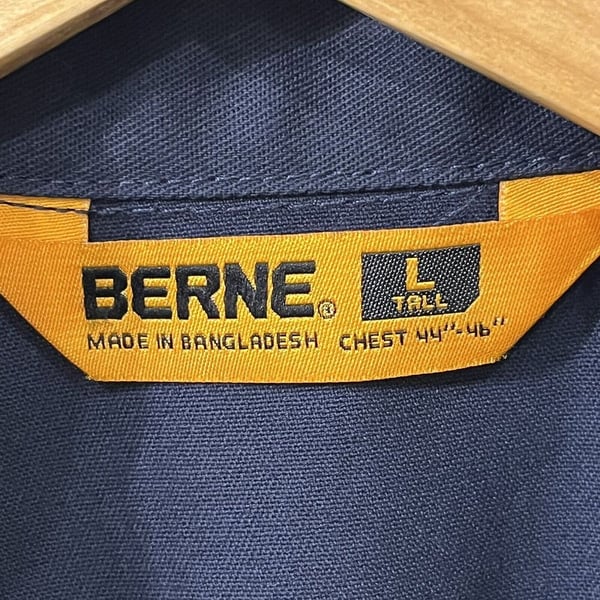 BERNE® L
TALL
MADE IN BANGLADESH CHEST 44"-46"